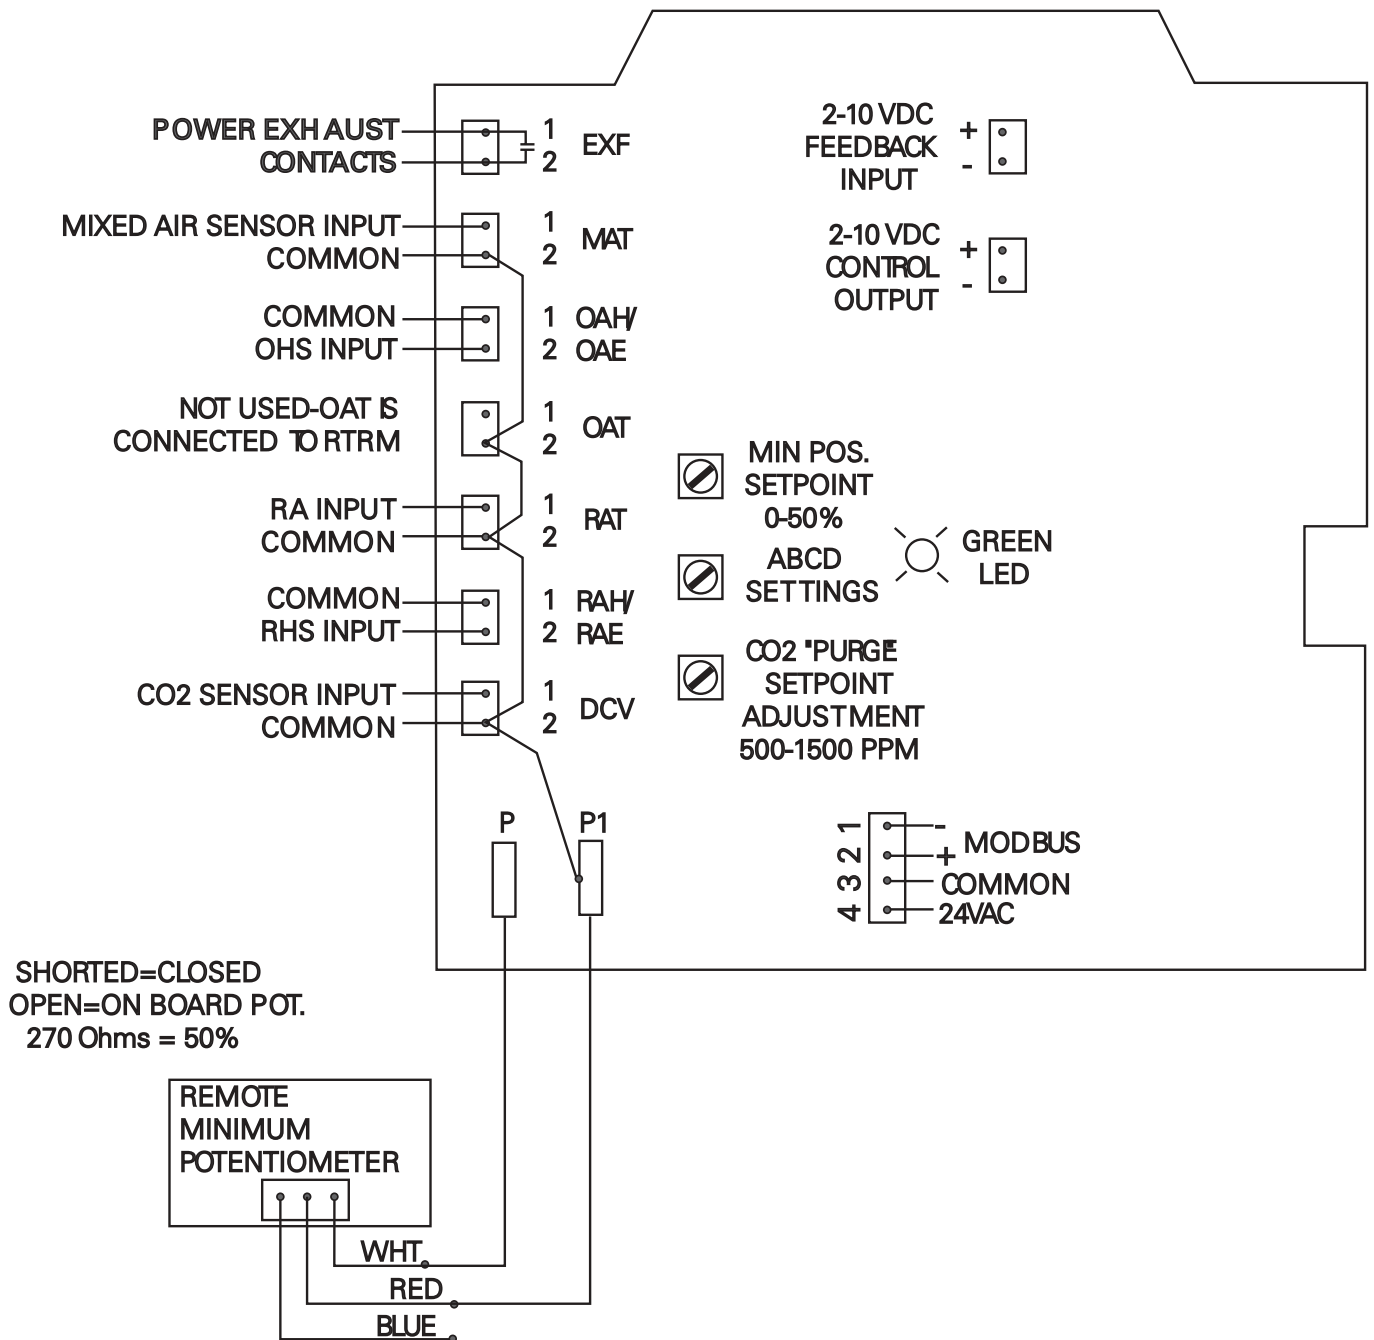 POWER EXHAUST
CONTACTS
1
2
EXF
MIXED AIR SENSOR INPUT
COMMON
1
2
MAT
COMMON
OHS INPUT
1
2
OAH/
OAE
NOT USED-OAT IS
CONNECTED TO RTRM
1
2
OAT
RA INPUT
COMMON
1
2
RAT
COMMON
RHS INPUT
1
2
RAH/
RAE
CO2 SENSOR INPUT
COMMON
1
2
DCV
2-10 VDC
FEEDBACK
INPUT
+
-
2-10 VDC
CONTROL
OUTPUT
+
-
MIN POS.
SETPOINT
0-50%
ABCD
SETTINGS
GREEN
LED
CO2 "PURGE"
SETPOINT
ADJUSTMENT
500-1500 PPM
P
P1
1
2
3
4
-
+
MODBUS
COMMON
24VAC
SHORTED=CLOSED
OPEN=ON BOARD POT.
270 Ohms = 50%
REMOTE
MINIMUM
POTENTIOMETER
WHT
RED
BLUE